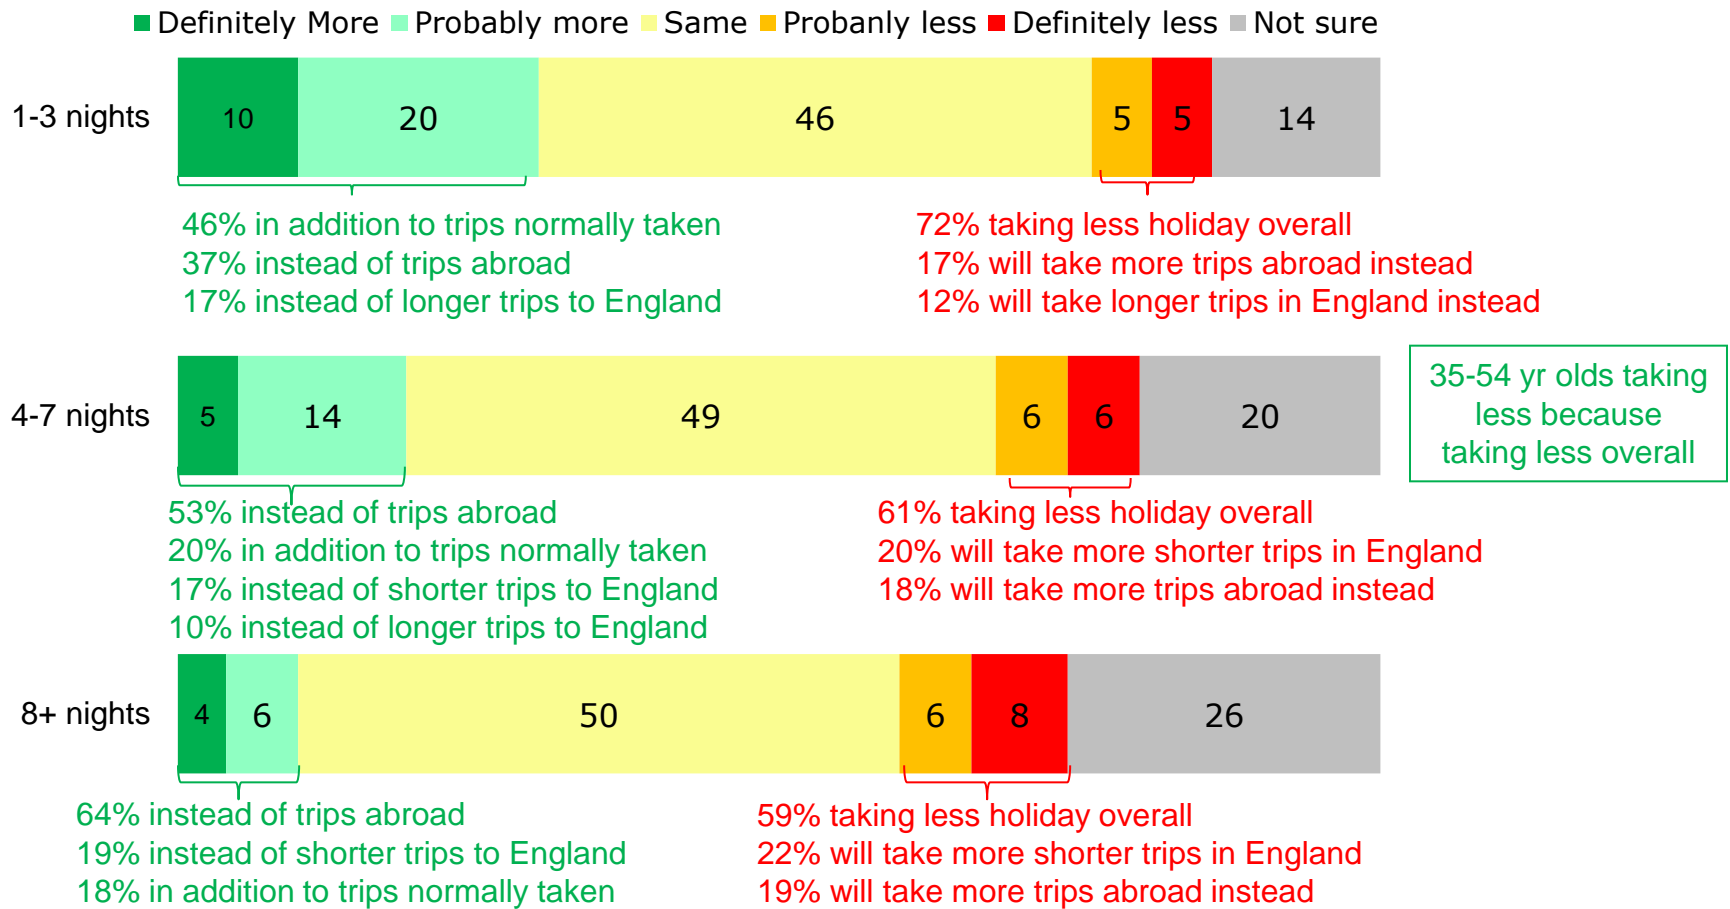 Definitely More Probably more Same Probanly less Definitely less Not sure
1-3 nights 10 20 46 5 5 14
46% in addition to trips normally taken
37% instead of trips abroad
17% instead of longer trips to England
72% taking less holiday overall
17% will take more trips abroad instead
12% will take longer trips in England instead
4-7 nights 5 14 49 6 6 20
35-54 yr olds taking
less because
taking less overall
53% instead of trips abroad
20% in addition to trips normally taken
17% instead of shorter trips to England
10% instead of longer trips to England
61% taking less holiday overall
20% will take more shorter trips in England
18% will take more trips abroad instead
8+ nights 4 6 50 6 8 26
64% instead of trips abroad
19% instead of shorter trips to England
18% in addition to trips normally taken
59% taking less holiday overall
22% will take more shorter trips in England
19% will take more trips abroad instead